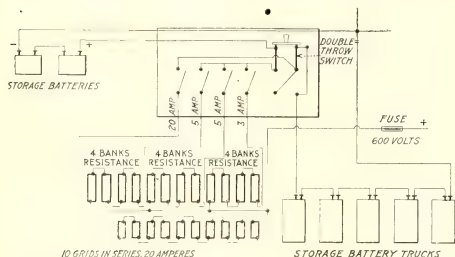 - +
STORAGE BATTERIES
DOUBLE
THROW
SWITCH
20 AMP
5 AMP
5 AMP
3 AMP
FUSE +
600 VOLTS
4 BANKS
RESISTANCE
4 BANKS
RESISTANCE
4 BANKS
RESISTANCE
10 GRIDS IN SERIES, 20 AMPERES
STORAGE BATTERY TRUCKS